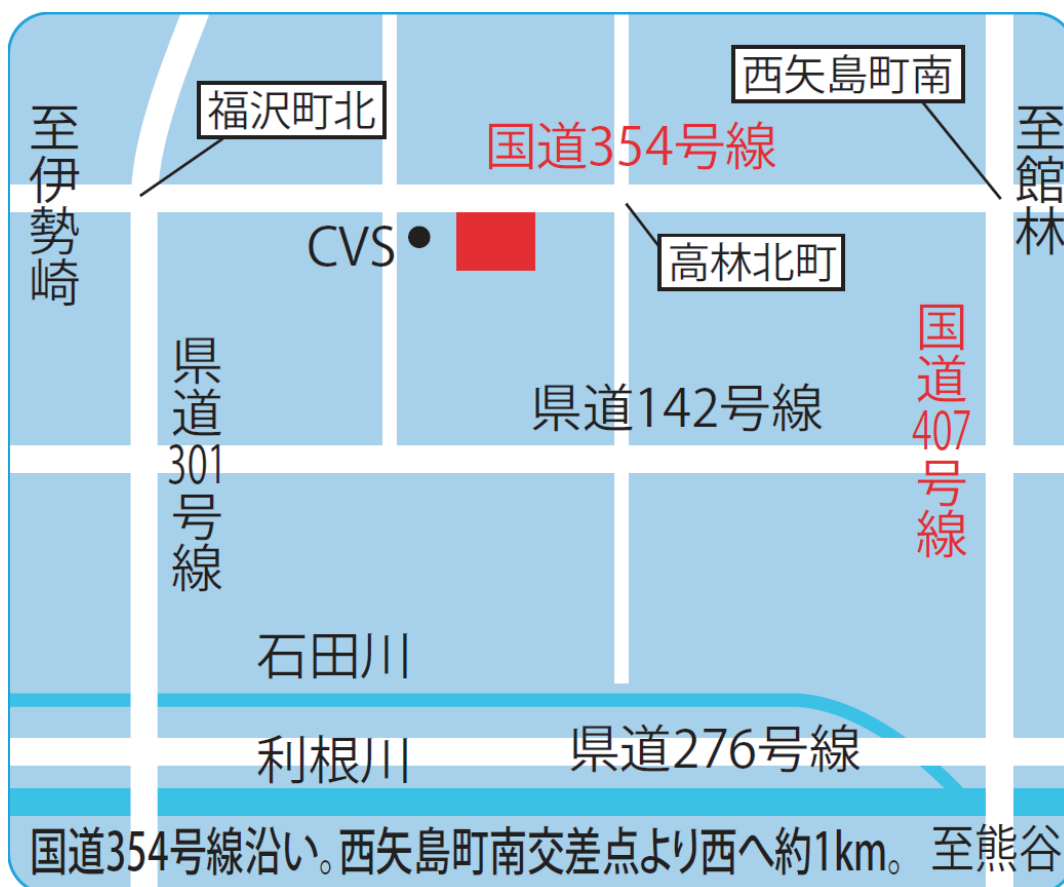 西矢島町南
福沢町北
至伊勢崎
国道354号線
至館林
CVS
高林北町
県道301号線
県道142号線
国道407号線
石田川
利根川
県道276号線
国道354号線沿い。西矢島町南交差点より西へ約1km。
至熊谷